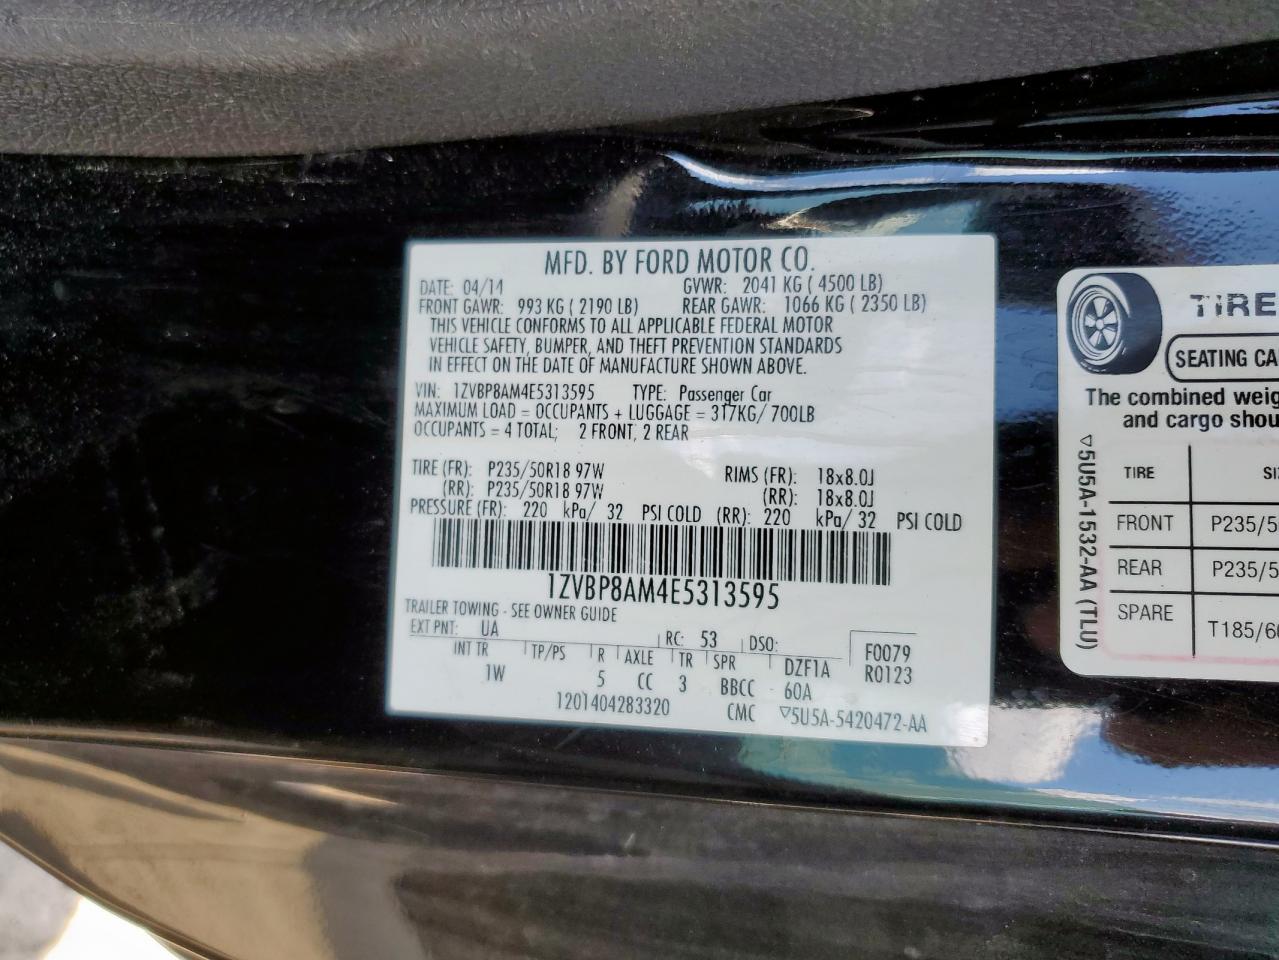 MFD. BY FORD MOTOR CO.
DATE: 04/14 GVWR: 2041 KG ( 4500 LB)
FRONT GAWR: 993 KG ( 2190 LB) REAR GAWR: 1066 KG ( 2350 LB)
THIS VEHICLE CONFORMS TO ALL APPLICABLE FEDERAL MOTOR
VEHICLE SAFETY, BUMPER, AND THEFT PREVENTION STANDARDS
IN EFFECT ON THE DATE OF MANUFACTURE SHOWN ABOVE.
VIN: 1ZVBP8AM4E5313595 TYPE: Passenger Car
MAXIMUM LOAD = OCCUPANTS + LUGGAGE = 317KG/ 700LB
OCCUPANTS = 4 TOTAL; 2 FRONT, 2 REAR
TIRE (FR): P235/50R18 97W RIMS (FR): 18x8.0J
(RR): P235/50R18 97W (RR): 18x8.0J
PRESSURE (FR): 220 kPa/ 32 PSI COLD (RR): 220 kPa/ 32 PSI COLD
1ZVBP8AM4E5313595
TRAILER TOWING - SEE OWNER GUIDE
EXT PNT: UA RC: 53 DSO: F0079
INT TR TP/PS R AXLE TR SPR DZF1A R0123
1W 5 CC 3 BBCC 60A
1201404283320 CMC ▽5U5A-5420472-AA
TIRE
SEATING CA
The combined weig
and cargo shou
TIRE SI
FRONT P235/5
REAR P235/5
SPARE T185/60
▽5U5A-1532-AA (TLU)